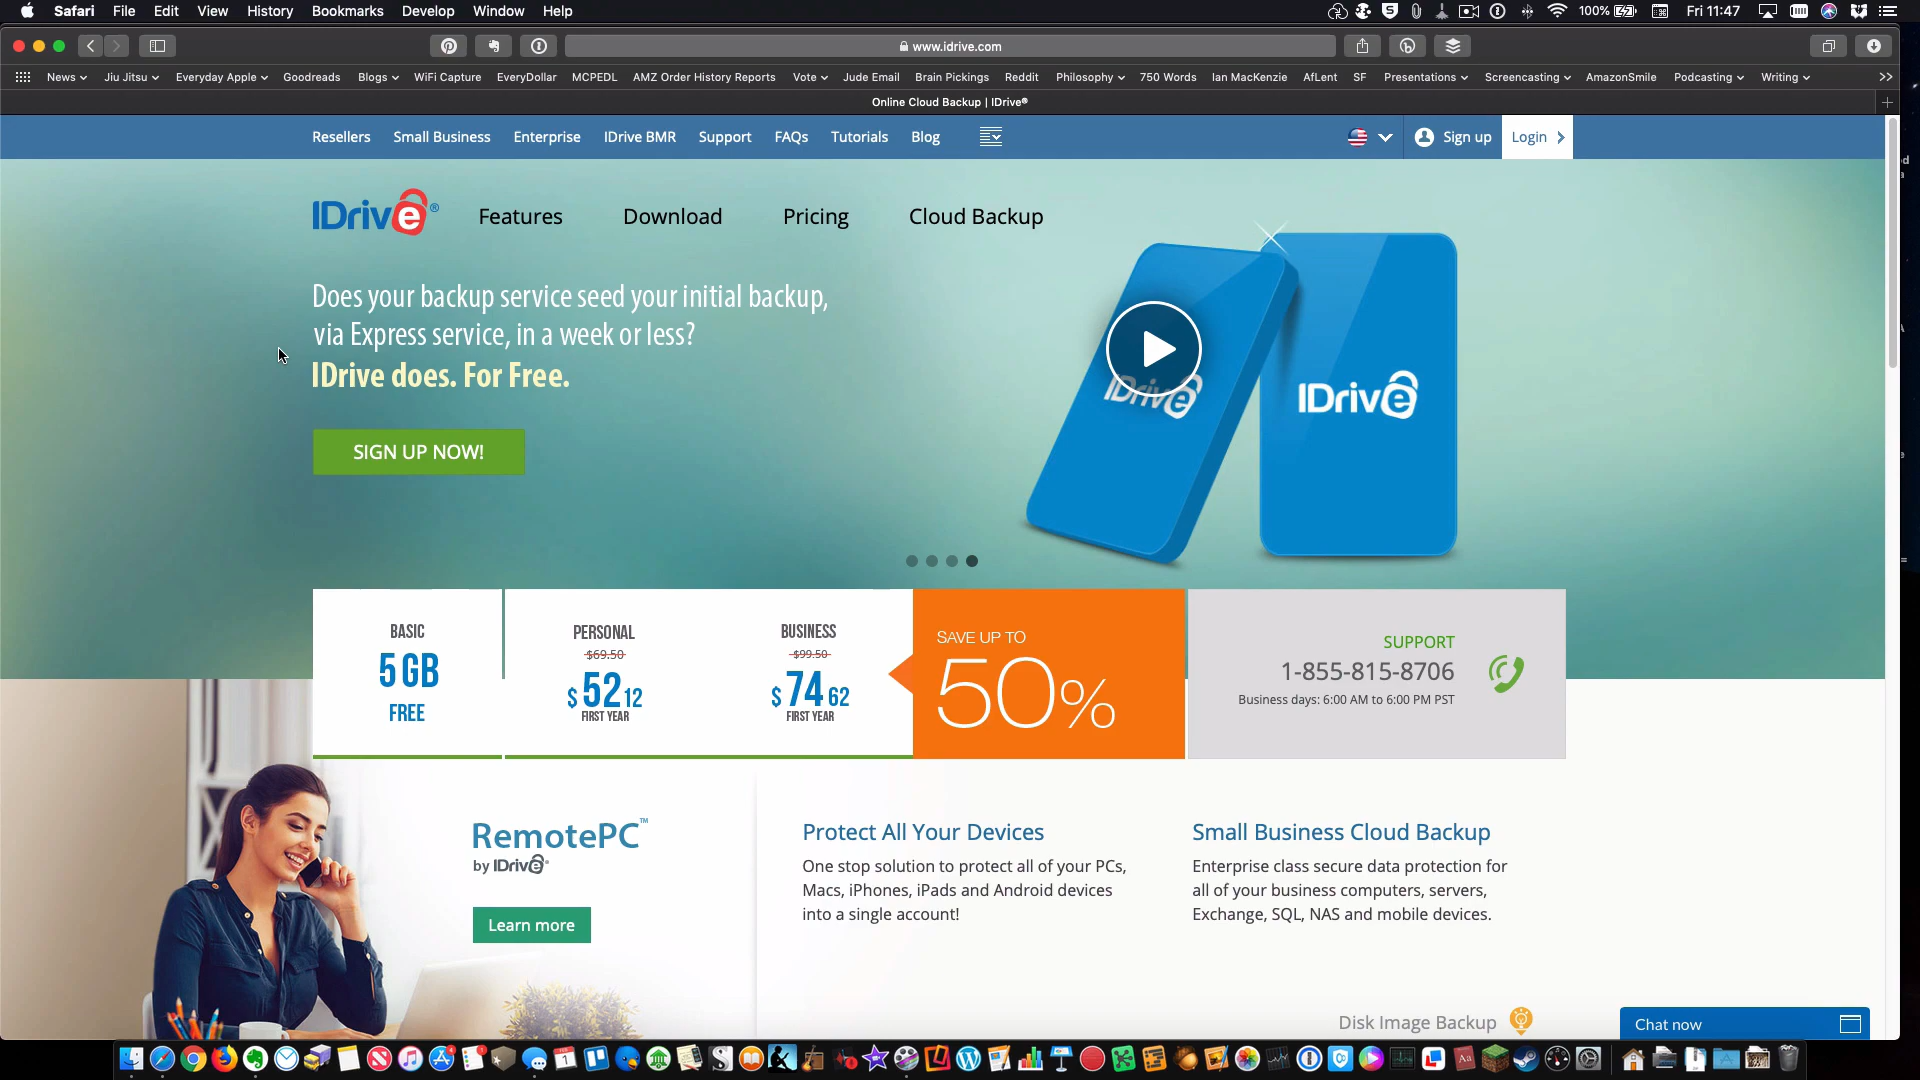 Safari File Edit View History Bookmarks Develop Window Help 100% Fri 11:47
www.idrive.com
News Jiu Jitsu Everyday Apple Goodreads Blogs WiFi Capture EveryDollar MCPEDL AMZ Order History Reports Vote Jude Email Brain Pickings Reddit Philosophy 750 Words Ian MacKenzie AfLent SF Presentations Screencasting AmazonSmile Podcasting Writing
Online Cloud Backup | IDrive®
Resellers Small Business Enterprise IDrive BMR Support FAQs Tutorials Blog Sign up Login
IDrive® Features Download Pricing Cloud Backup
Does your backup service seed your initial backup,
via Express service, in a week or less?
IDrive does. For Free.
SIGN UP NOW!
IDrive
IDrive
BASIC
5 GB
FREE
PERSONAL
$69.50
$ 52 12
FIRST YEAR
BUSINESS
$99.50
$ 74 62
FIRST YEAR
SAVE UP TO
50%
SUPPORT
1-855-815-8706
Business days: 6:00 AM to 6:00 PM PST
RemotePC™
by IDrive®
Learn more
Protect All Your Devices
One stop solution to protect all of your PCs,
Macs, iPhones, iPads and Android devices
into a single account!
Small Business Cloud Backup
Enterprise class secure data protection for
all of your business computers, servers,
Exchange, SQL, NAS and mobile devices.
Disk Image Backup
Chat now